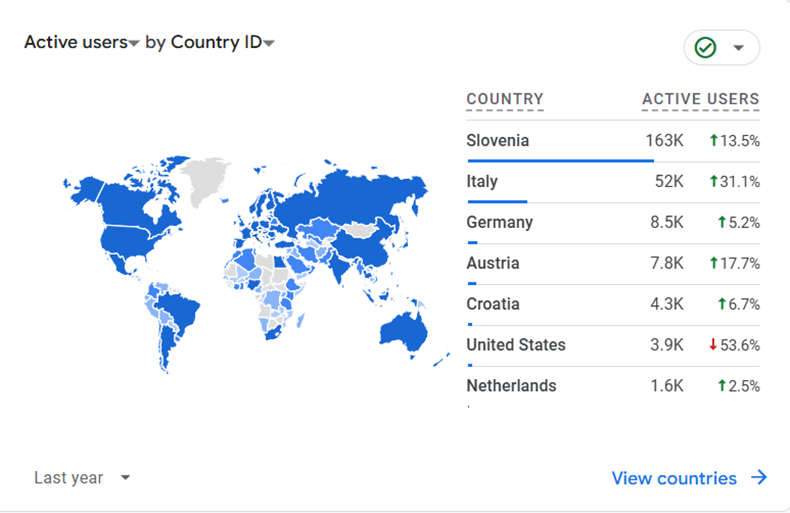 Active users by Country ID
COUNTRY ACTIVE USERS
Slovenia 163K 13.5%
Italy 52K 31.1%
Germany 8.5K 5.2%
Austria 7.8K 17.7%
Croatia 4.3K 6.7%
United States 3.9K 53.6%
Netherlands 1.6K 2.5%
Last year View countries